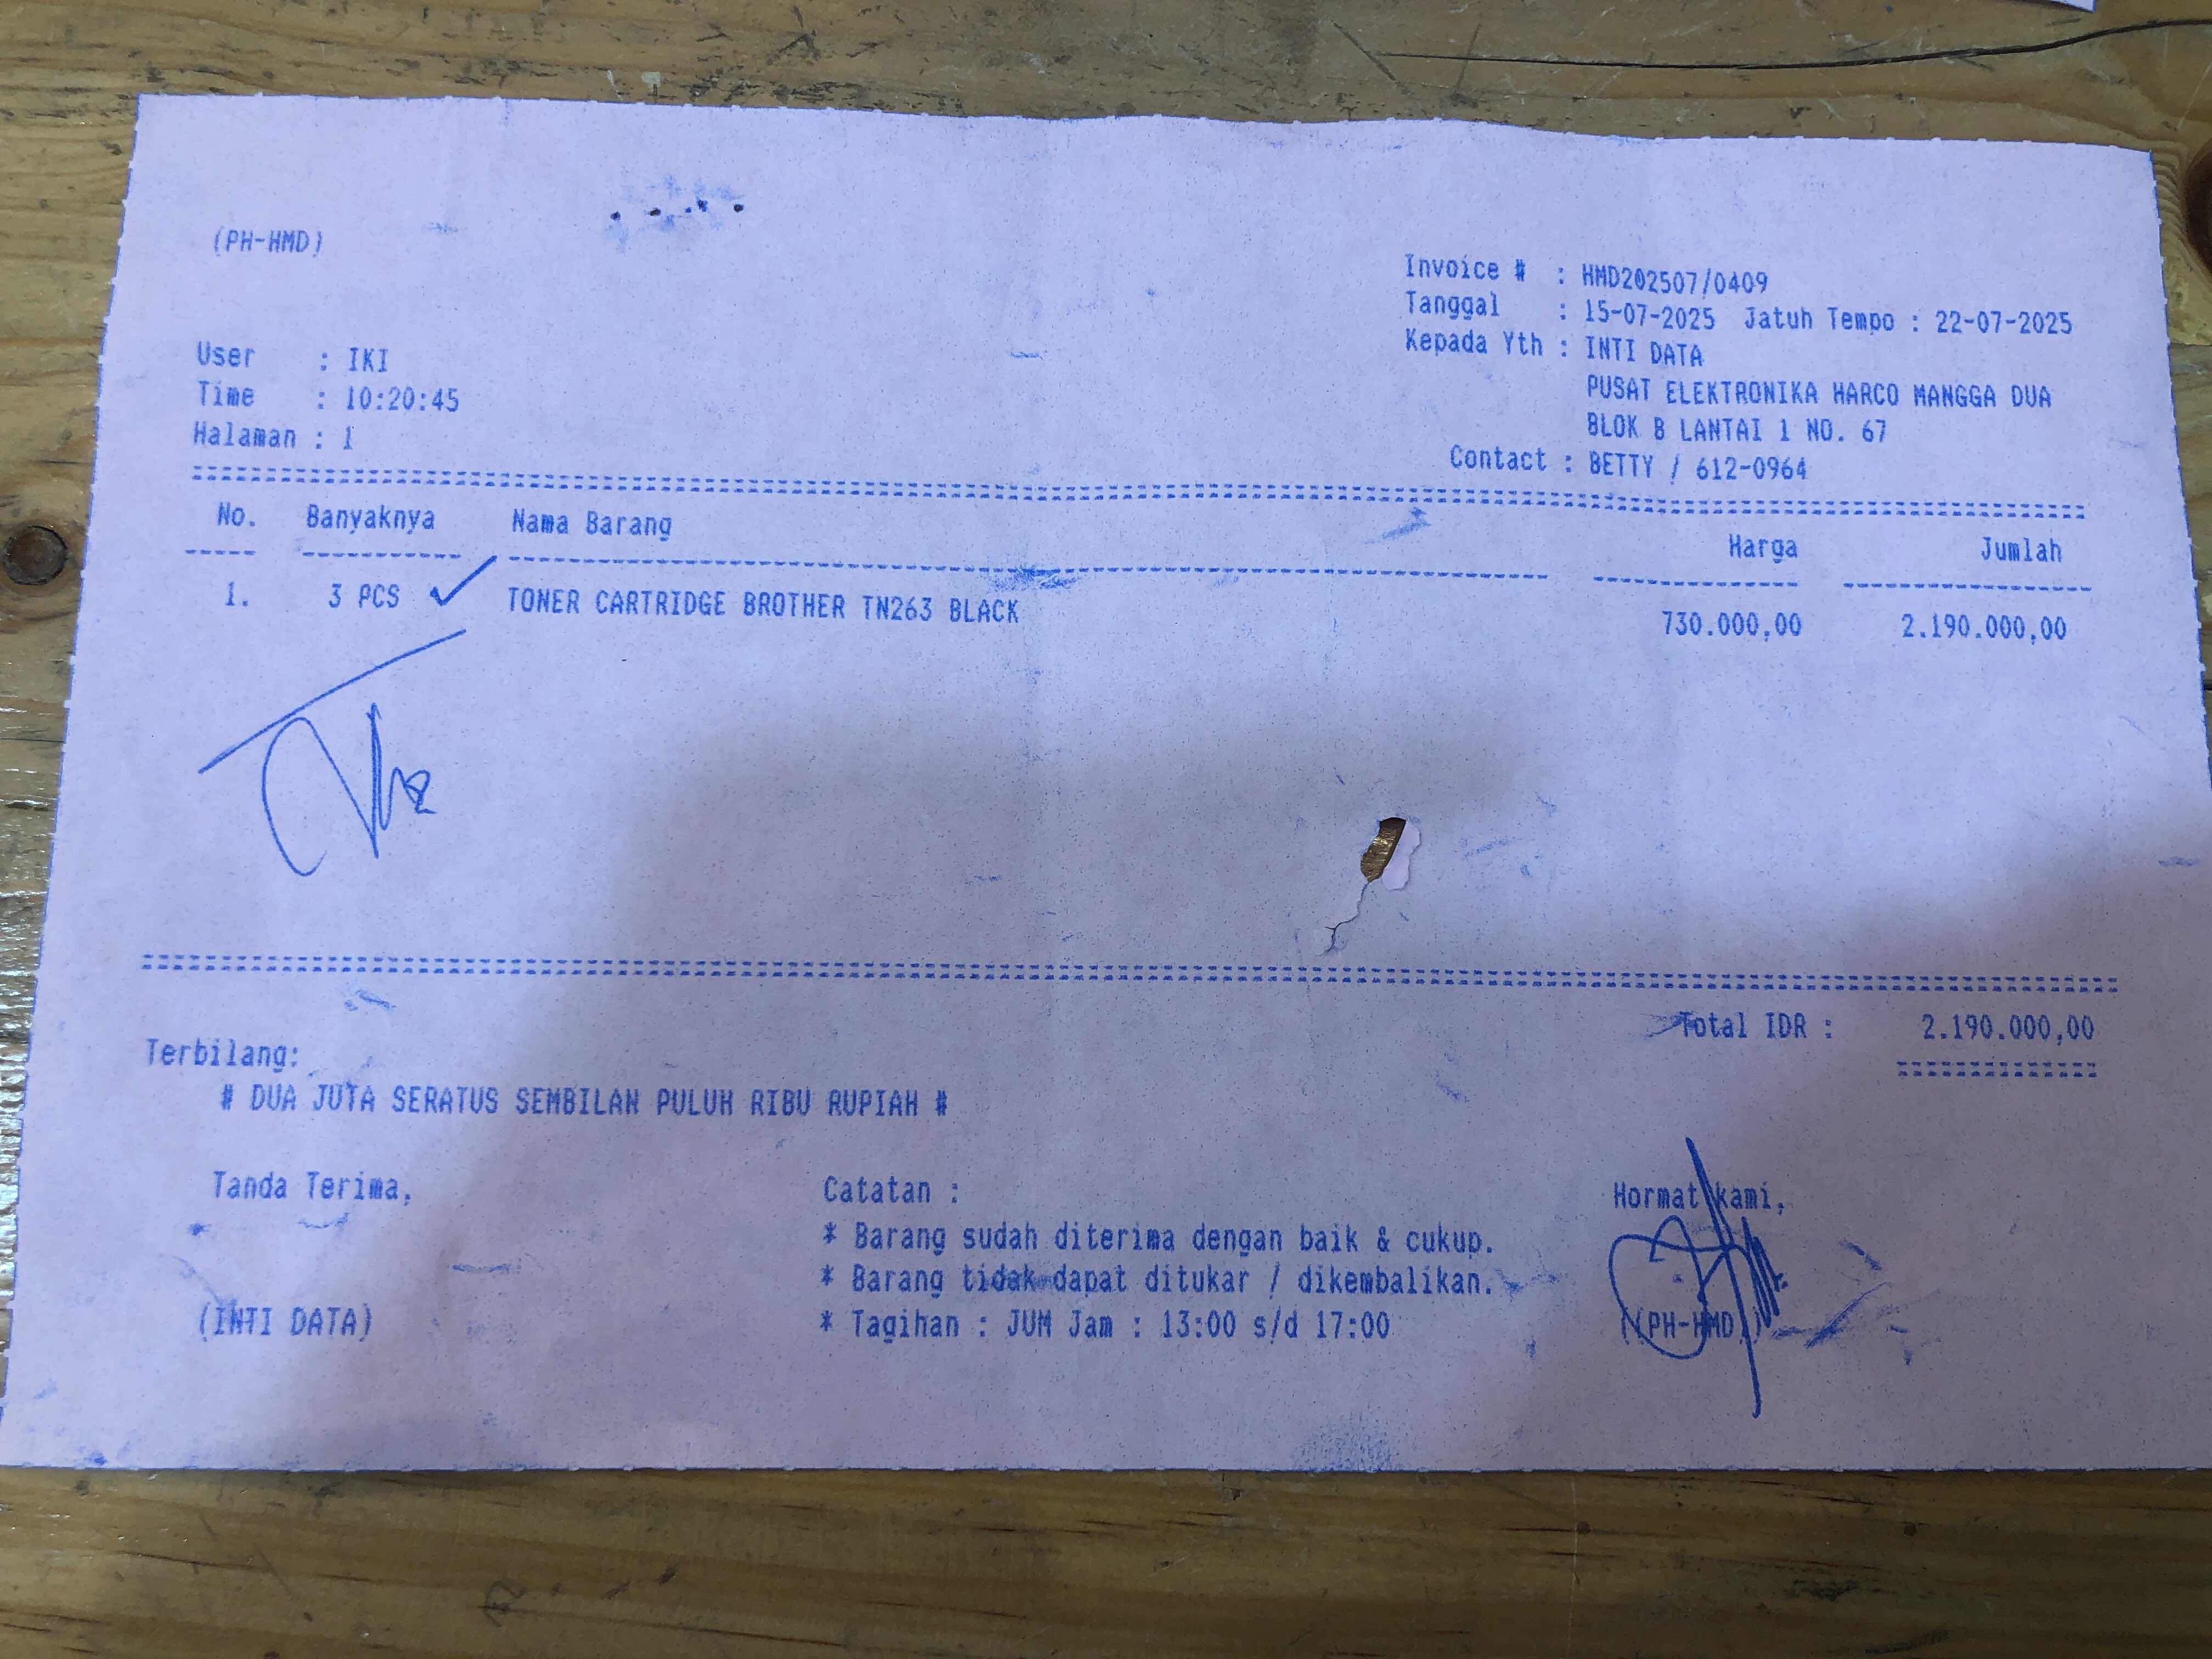 (PH-HMD)
Invoice # : HMD202507/0409
Tanggal : 15-07-2025 Jatuh Tempo : 22-07-2025
Kepada Yth : INTI DATA
PUSAT ELEKTRONIKA HARCO MANGGA DUA
BLOK B LANTAI 1 NO. 67
Contact : BETTY / 612-0964
User : IKI
Time : 10:20:45
Halaman : 1
No. Banyaknya Nama Barang Harga Jumlah
1. 3 PCS TONER CARTRIDGE BROTHER TN263 BLACK 730.000,00 2.190.000,00
Total IDR : 2.190.000,00
Terbilang:
# DUA JUTA SERATUS SEMBILAN PULUH RIBU RUPIAH #
Tanda Terima,
(INTI DATA)
Catatan :
* Barang sudah diterima dengan baik & cukup.
* Barang tidak dapat ditukar / dikembalikan.
* Tagihan : JUM Jam : 13:00 s/d 17:00
Hormat kami,
(PH-HMD)